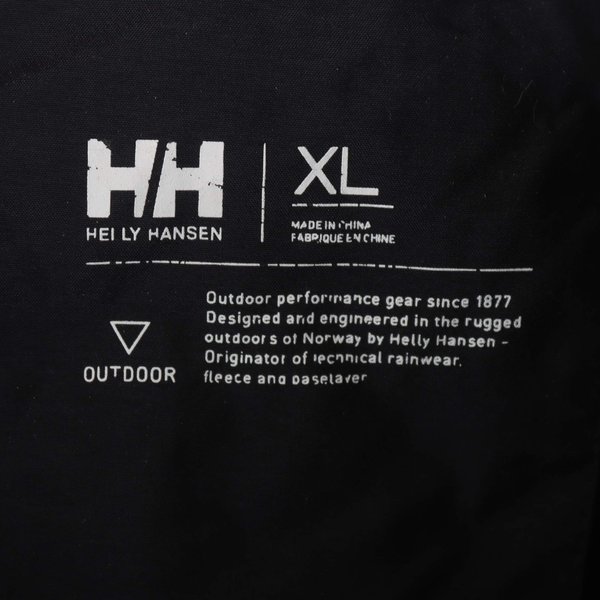 HH
HELLY HANSEN
XL
MADE IN CHINA
FABRIQUE EN CHINE
OUTDOOR
Outdoor performance gear since 1877
Designed and engineered in the rugged
outdoors of Norway by Helly Hansen -
Originator of technical rainwear,
fleece and baselayer